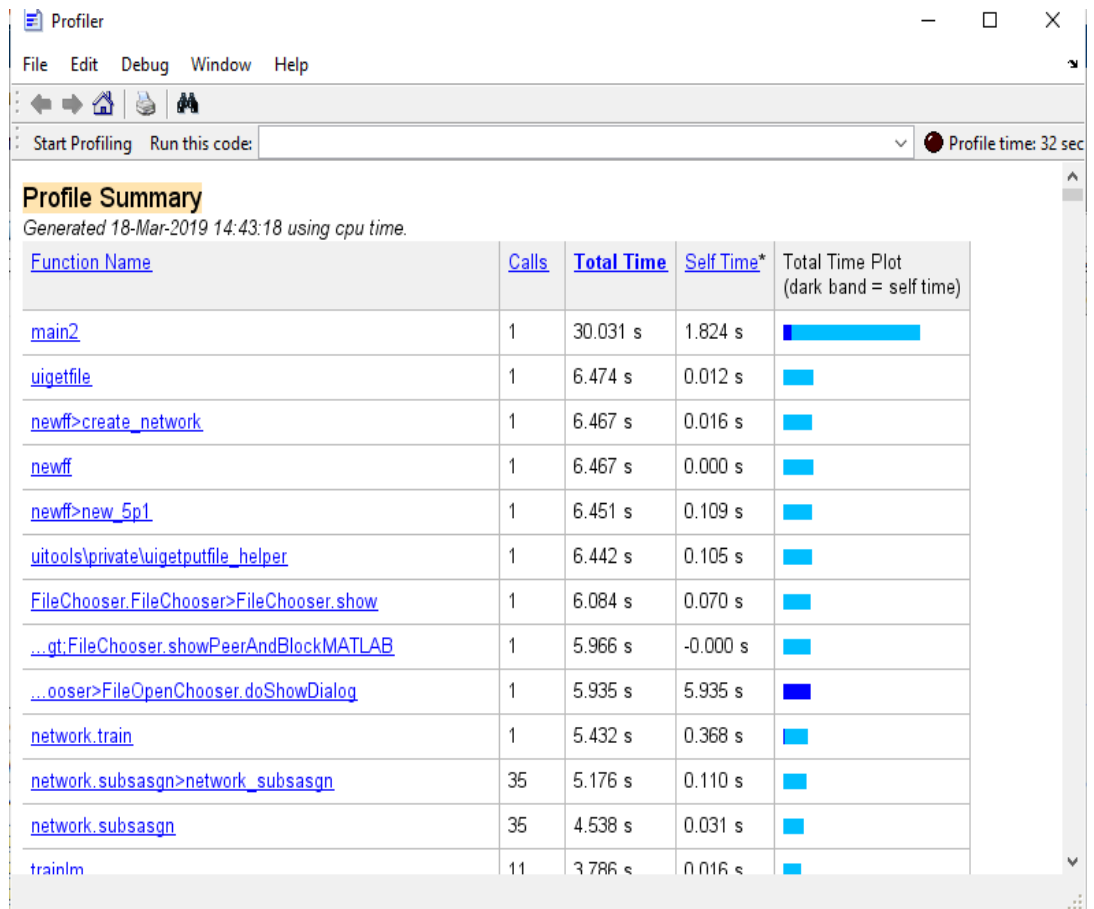 Profiler
File Edit Debug Window Help
Start Profiling Run this code: Profile time: 32 sec
Profile Summary
Generated 18-Mar-2019 14:43:18 using cpu time.
Function Name Calls Total Time Self Time* Total Time Plot
(dark band = self time)
main2 1 30.031 s 1.824 s
uigetfile 1 6.474 s 0.012 s
newff>create_network 1 6.467 s 0.016 s
newff 1 6.467 s 0.000 s
newff>new_5p1 1 6.451 s 0.109 s
uitools\private\uigetputfile_helper 1 6.442 s 0.105 s
FileChooser.FileChooser>FileChooser.show 1 6.084 s 0.070 s
...gt;FileChooser.showPeerAndBlockMATLAB 1 5.966 s -0.000 s
...ooser>FileOpenChooser.doShowDialog 1 5.935 s 5.935 s
network.train 1 5.432 s 0.368 s
network.subsasgn>network_subsasgn 35 5.176 s 0.110 s
network.subsasgn 35 4.538 s 0.031 s
trainlm 11 3.786 s 0.016 s